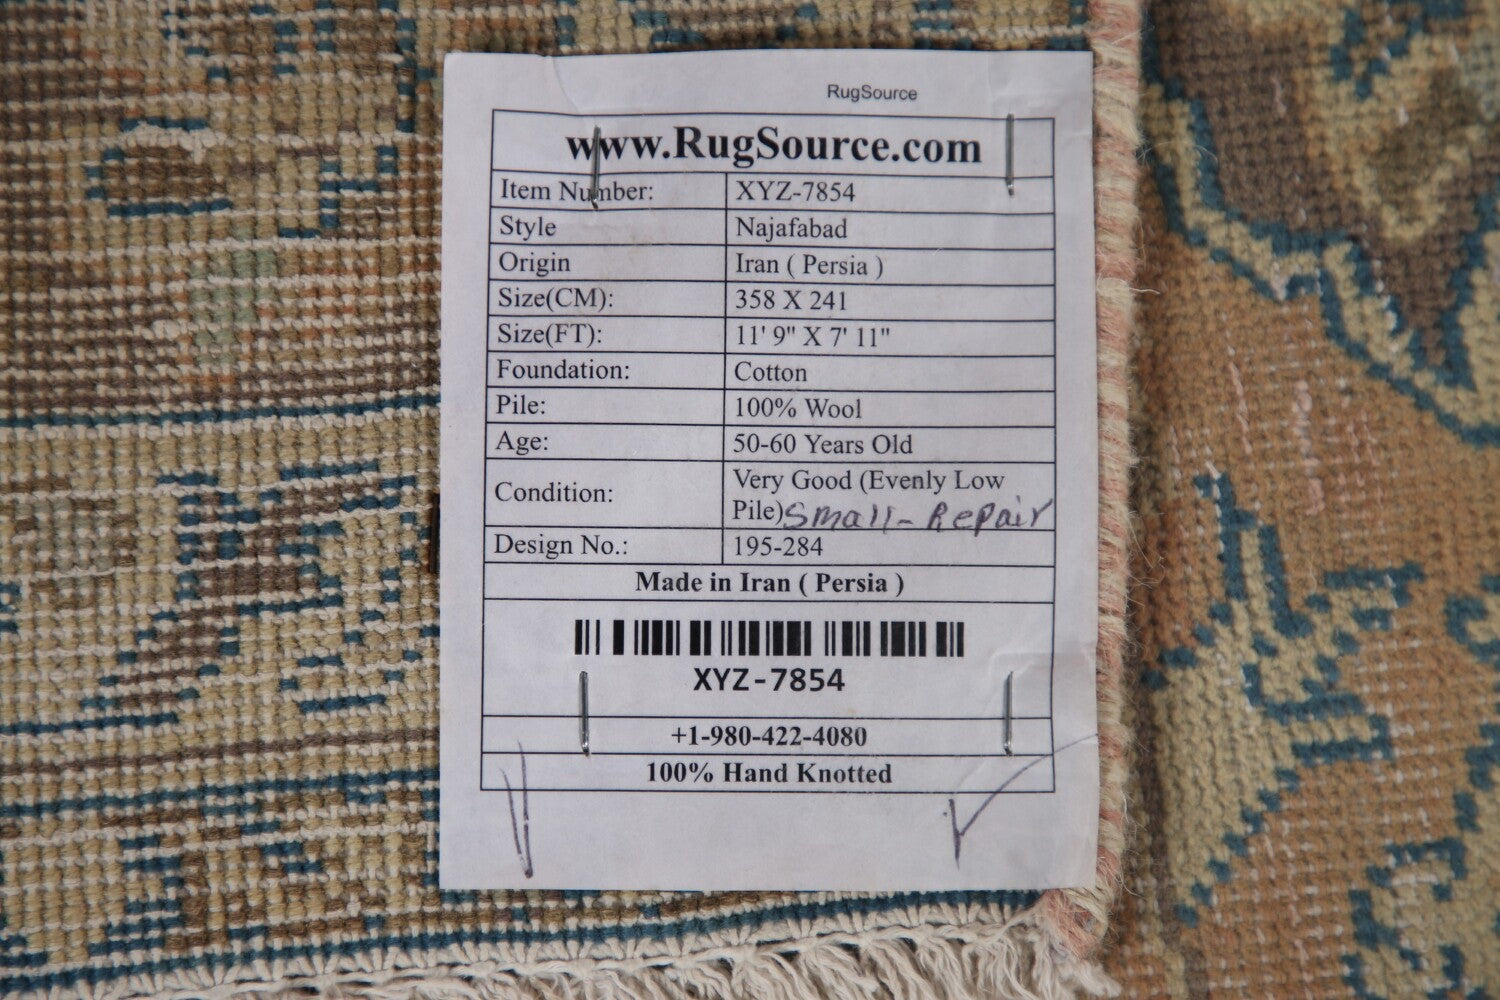 RugSource
www.RugSource.com
Item Number: XYZ-7854
Style Najafabad
Origin Iran ( Persia )
Size(CM): 358 X 241
Size(FT): 11' 9" X 7' 11"
Foundation: Cotton
Pile: 100% Wool
Age: 50-60 Years Old
Condition: Very Good (Evenly Low
Pile) Small-Repair
Design No.: 195-284
Made in Iran ( Persia )
XYZ-7854
+1-980-422-4080
100% Hand Knotted